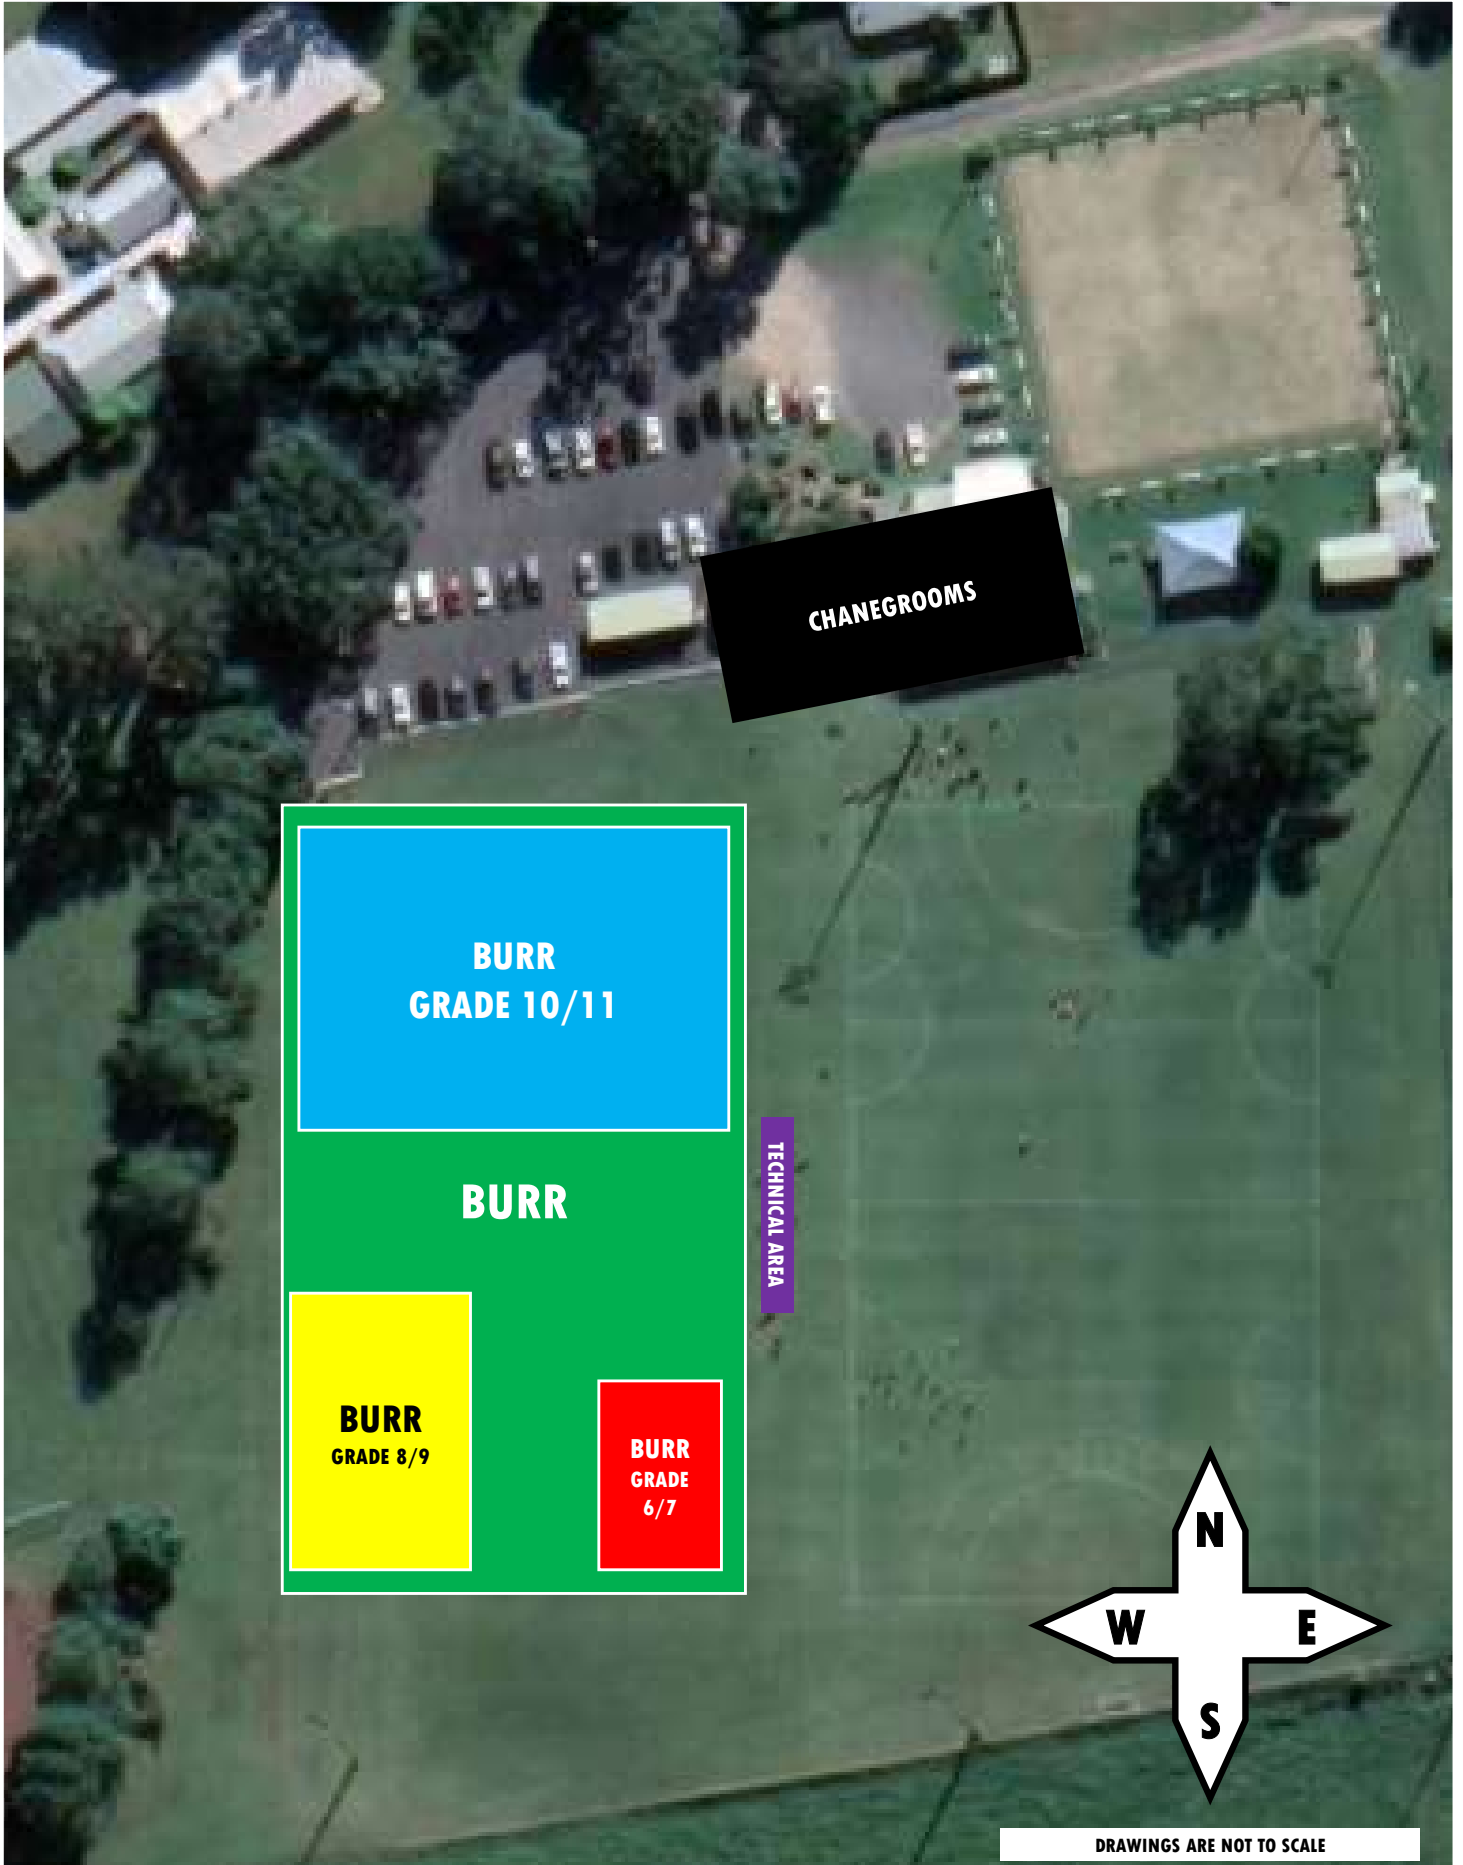 CHANEGROOMS
BURR
GRADE 10/11
BURR
TECHNICAL AREA
BURR
GRADE 8/9
BURR
GRADE
6/7
N
W
E
S
DRAWINGS ARE NOT TO SCALE